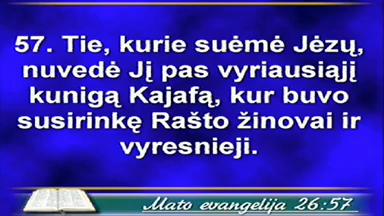 57. Tie, kurie suėmė Jėzų,
nuvedė Jį pas vyriausiąjį
kunigą Kajafą, kur buvo
susirinkę Rašto žinovai ir
vyresnieji.
Mato evangelija 26:57